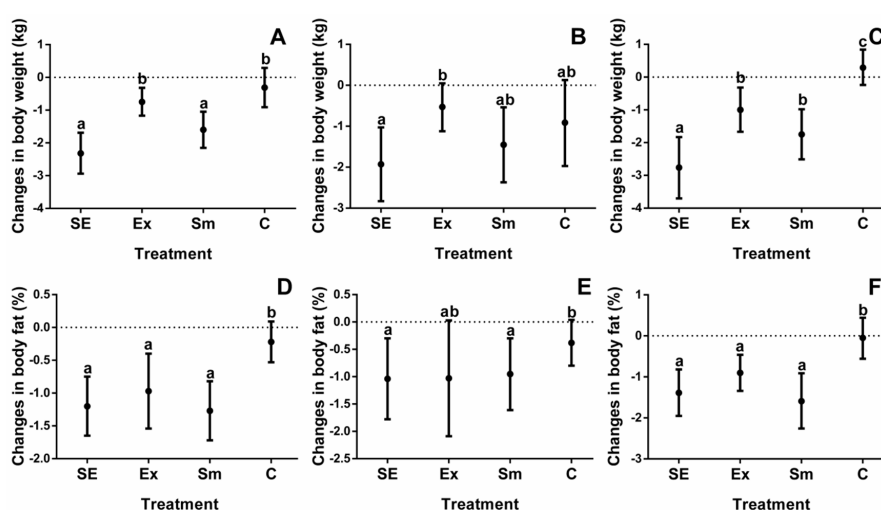 A
Changes in body weight (kg)
1
0
-1
-2
-3
-4
a
b
a
b
SE Ex Sm C
Treatment
B
Changes in body weight (kg)
1
0
-1
-2
-3
a
b
ab
ab
SE Ex Sm C
Treatment
C
Changes in body weight (kg)
1
0
-1
-2
-3
-4
a
b
b
c
SE Ex Sm C
Treatment
D
Changes in body fat (%)
0.5
0.0
-0.5
-1.0
-1.5
-2.0
a
a
a
b
SE Ex Sm C
Treatment
E
Changes in body fat (%)
0.5
0.0
-0.5
-1.0
-1.5
-2.0
-2.5
a
ab
a
b
SE Ex Sm C
Treatment
F
Changes in body fat (%)
1
0
-1
-2
-3
a
a
a
b
SE Ex Sm C
Treatment